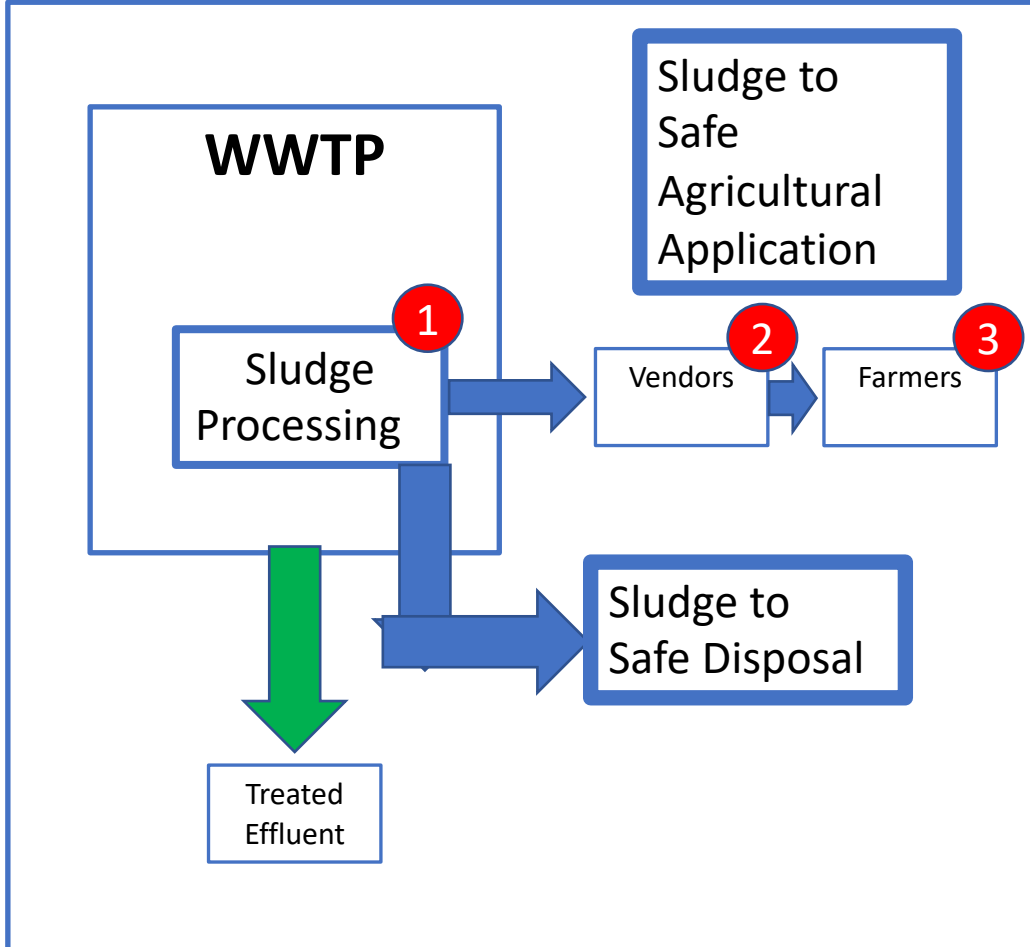 WWTP
Sludge to
Safe
Agricultural
Application
1
Sludge
Processing
2
Vendors
3
Farmers
Sludge to
Safe Disposal
Treated
Effluent